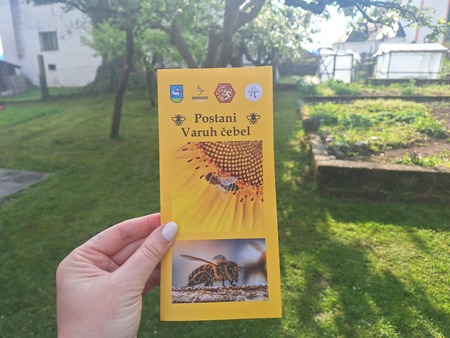 Postani
Varuh čebel